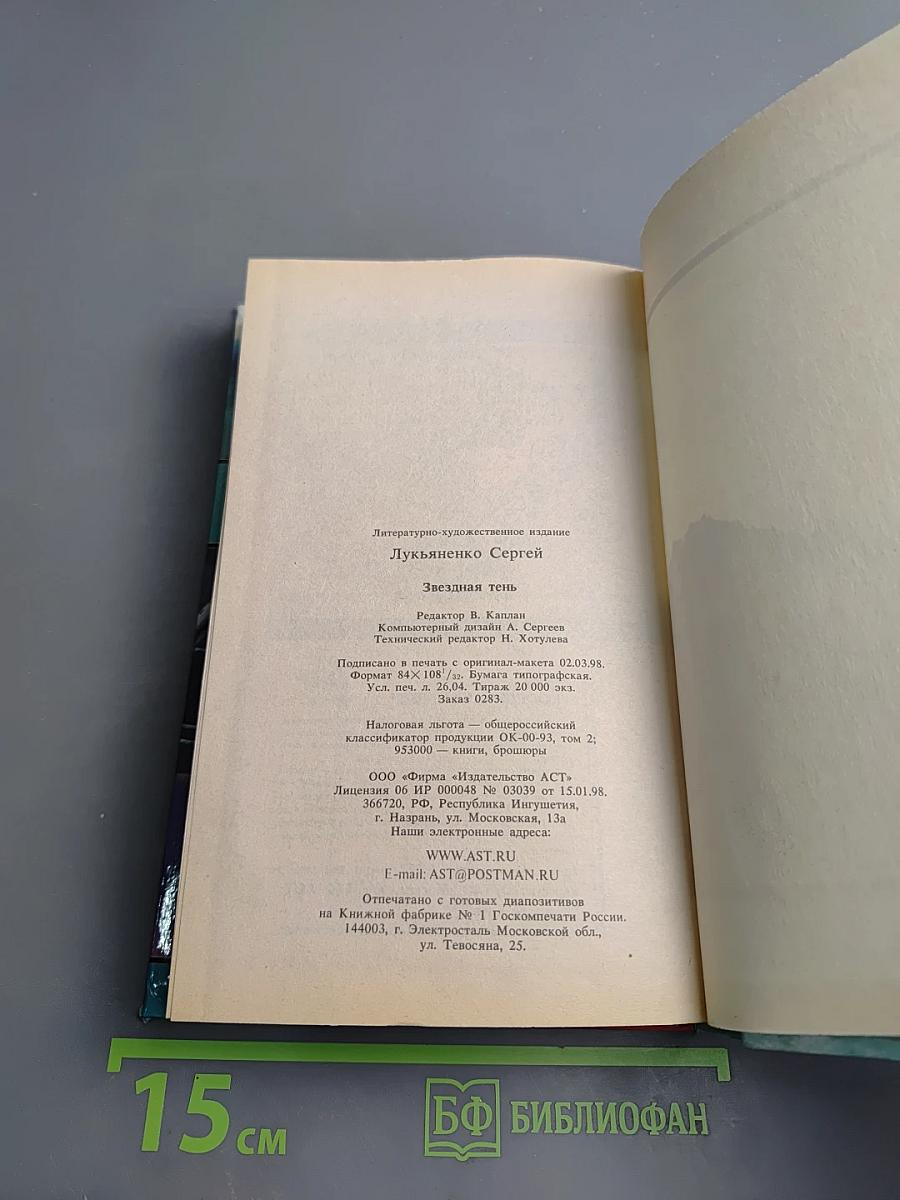 Литературно-художественное издание
Лукьяненко Сергей
Звездная тень
Редактор В. Каплан
Компьютерный дизайн А. Сергеев
Технический редактор Н. Хотулева
Подписано в печать с оригинал-макета 02.03.98.
Формат 84×108¹/₃₂. Бумага типографская.
Усл. печ. л. 26,04. Тираж 20 000 экз.
Заказ 0283.
Налоговая льгота — общероссийский
классификатор продукции ОК-00-93, том 2;
953000 — книги, брошюры
ООО «Фирма «Издательство АСТ»
Лицензия 06 ИР 000048 № 03039 от 15.01.98.
366720, РФ, Республика Ингушетия,
г. Назрань, ул. Московская, 13а
Наши электронные адреса:
WWW.AST.RU
E-mail: AST@POSTMAN.RU
Отпечатано с готовых диапозитивов
на Книжной фабрике № 1 Госкомпечати России.
144003, г. Электросталь Московской обл.,
ул. Тевосяна, 25.
15 см
БФ БИБЛИОФАН